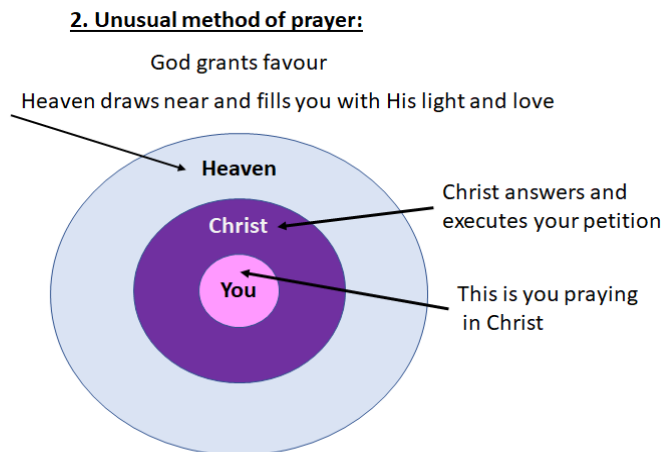 2. Unusual method of prayer:
God grants favour
Heaven draws near and fills you with His light and love
Heaven
Christ answers and
executes your petition
Christ
You
This is you praying
in Christ